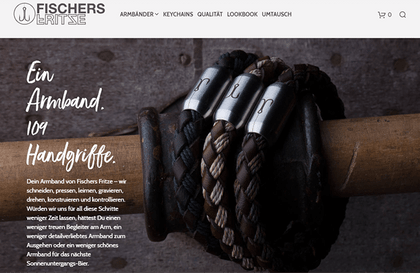 FISCHERS
FRITZE
ARMBÄNDER KEYCHAINS QUALITÄT LOOKBOOK UMTAUSCH
0
Ein
Armband.
109
Handgriffe.
Dein Armband von Fischers Fritze – wir
schneiden, pressen, leimen, gravieren,
drehen, konstruieren und kontrollieren.
Würden wir uns für all diese Schritte
weniger Zeit lassen, hättest Du einen
weniger treuen Begleiter am Arm, ein
weniger detailverliebtes Armband zum
Ausgehen oder ein weniger schönes
Armband für das nächste
Sonnenuntergangs-Bier.